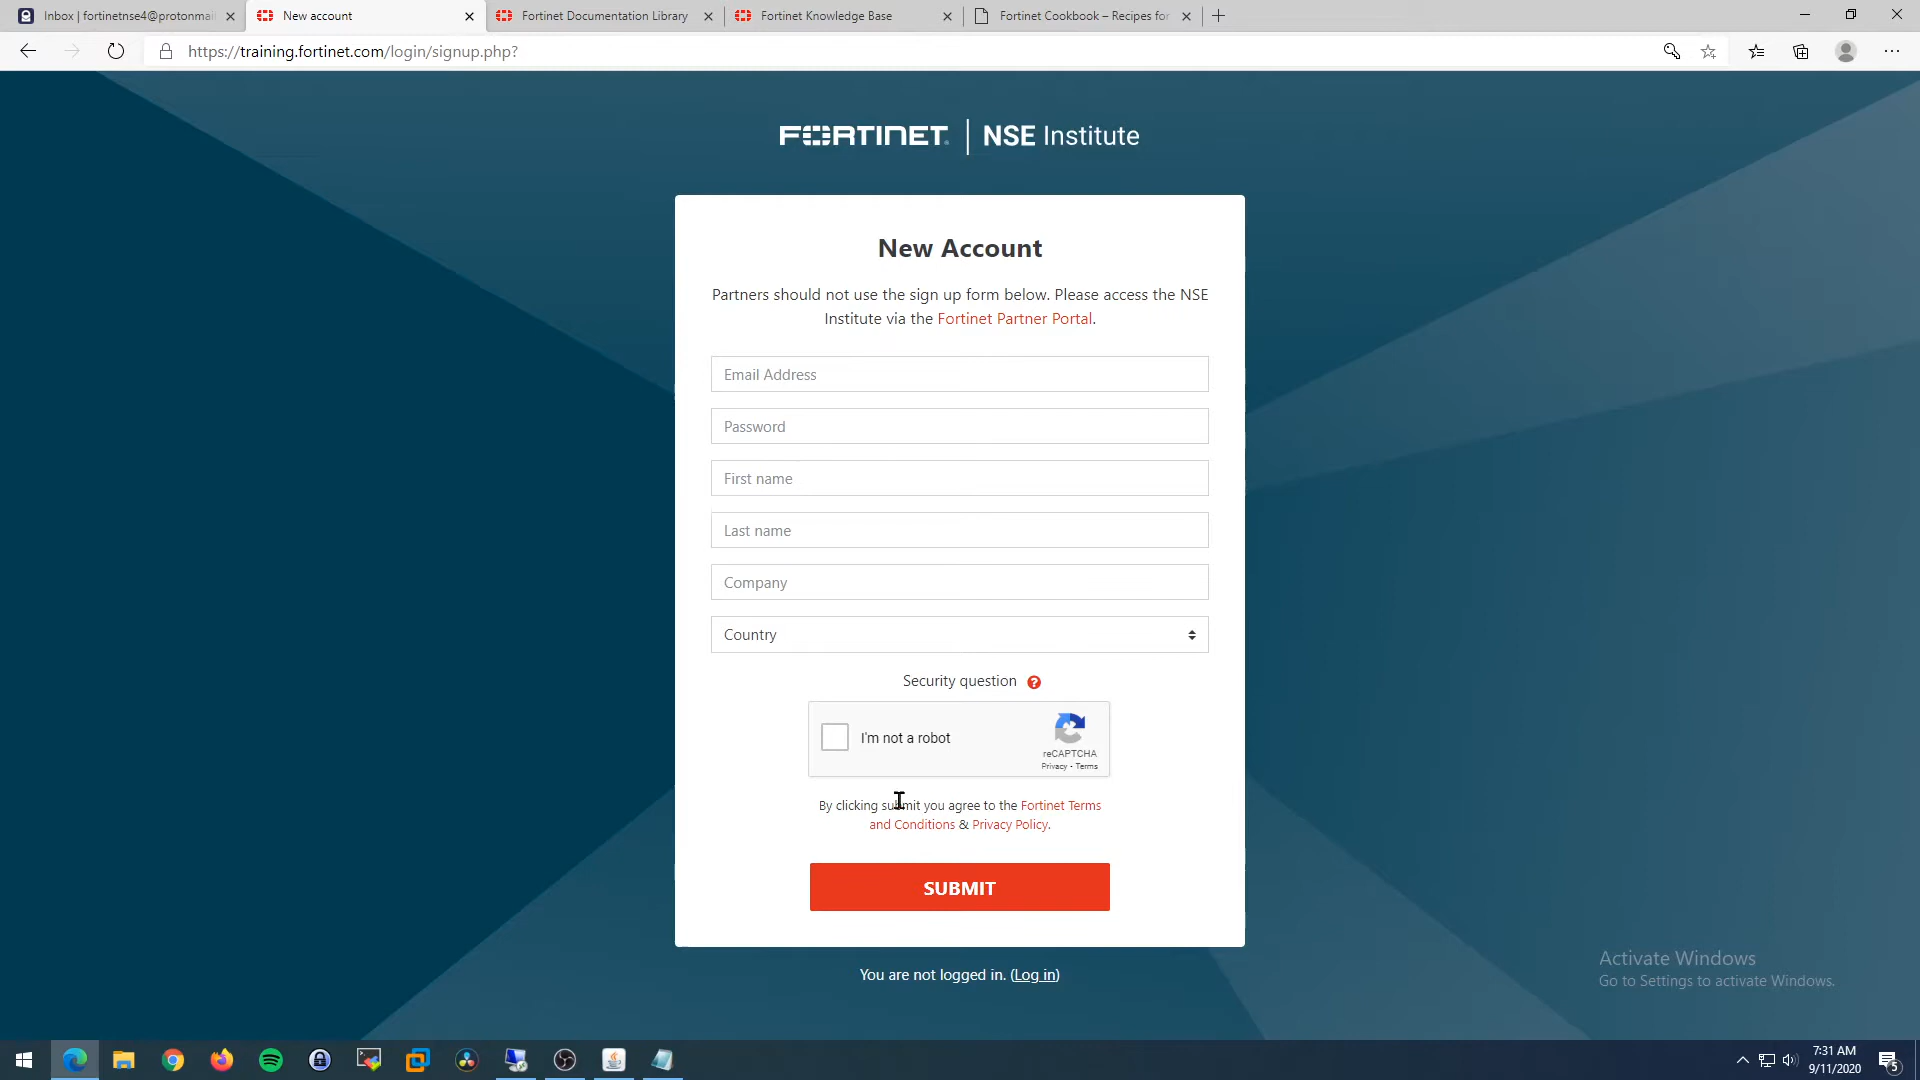 Inbox | fortinetnse4@protonmail
New account
Fortinet Documentation Library
Fortinet Knowledge Base
Fortinet Cookbook – Recipes for
https://training.fortinet.com/login/signup.php?
FORTINET | NSE Institute
New Account
Partners should not use the sign up form below. Please access the NSE
Institute via the Fortinet Partner Portal.
Email Address
Password
First name
Last name
Company
Country
Security question ?
I'm not a robot
reCAPTCHA
Privacy - Terms
By clicking submit you agree to the Fortinet Terms
and Conditions & Privacy Policy.
SUBMIT
You are not logged in. (Log in)
Activate Windows
Go to Settings to activate Windows.
7:31 AM
9/11/2020
5